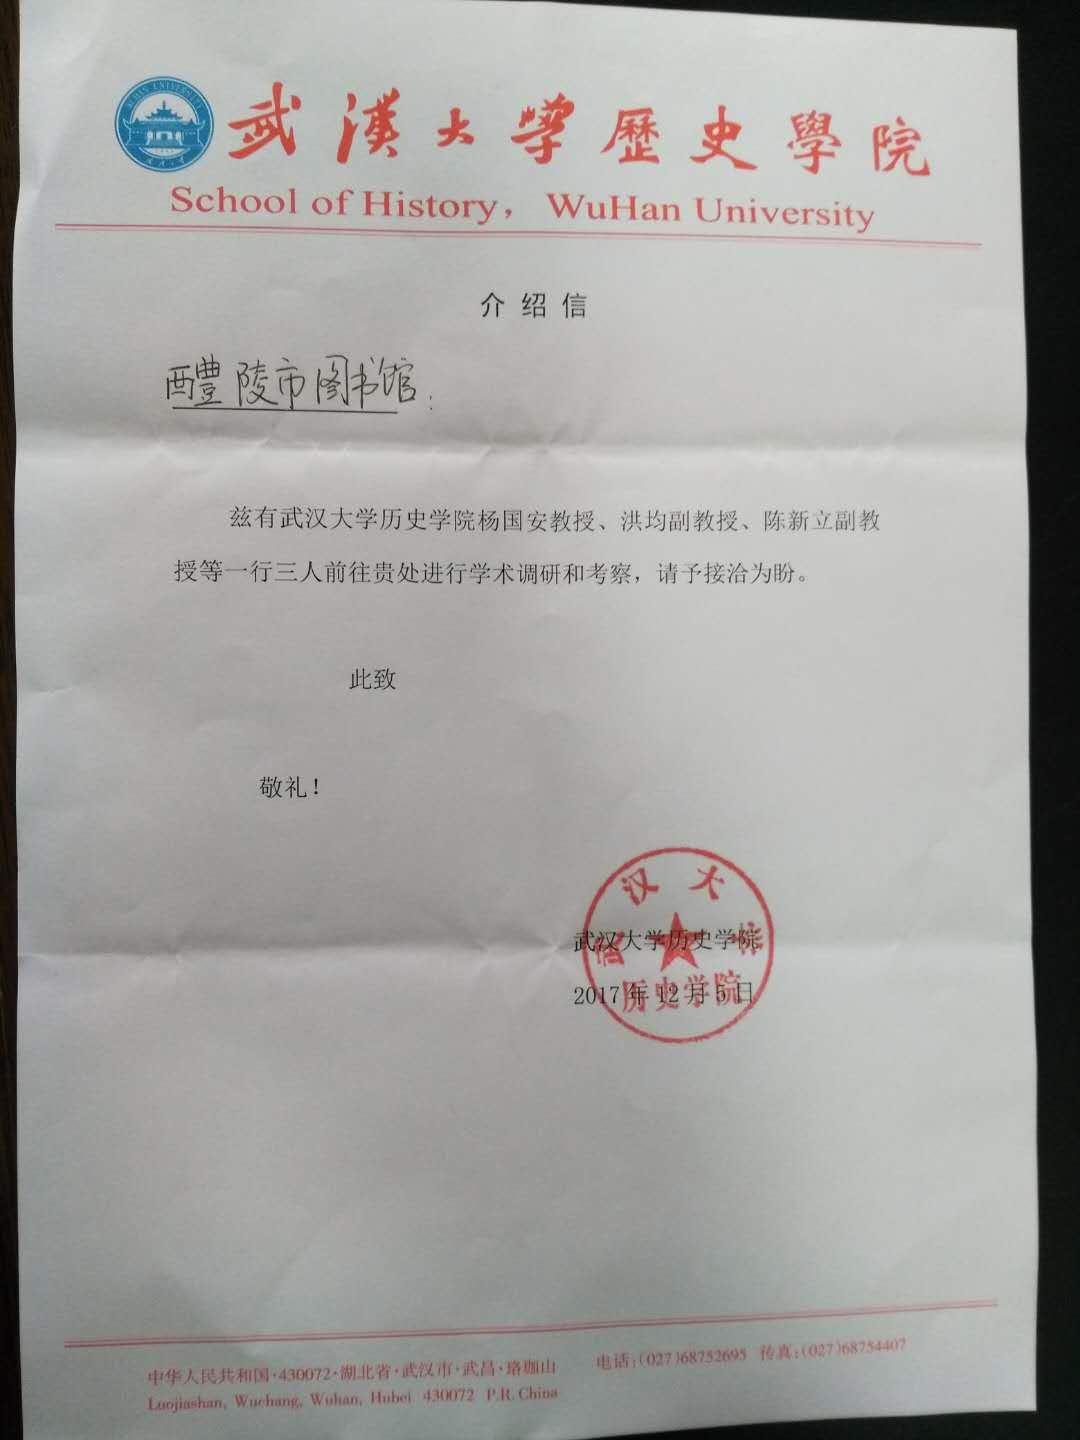 武漢大學歷史學院
School of History, WuHan University
介绍信
醴陵市图书馆:
兹有武汉大学历史学院杨国安教授、洪均副教授、陈新立副教
授等一行三人前往贵处进行学术调研和考察，请予接洽为盼。
此致
敬礼！
武汉大学
武汉大学历史学院
历史学院
2017年12月5日
中华人民共和国·430072·湖北省·武汉市·武昌·珞珈山 电话:(027)68752695 传真:(027)68754407
Luojiashan, Wuchang, Wuhan, Hubei 430072 P.R. China